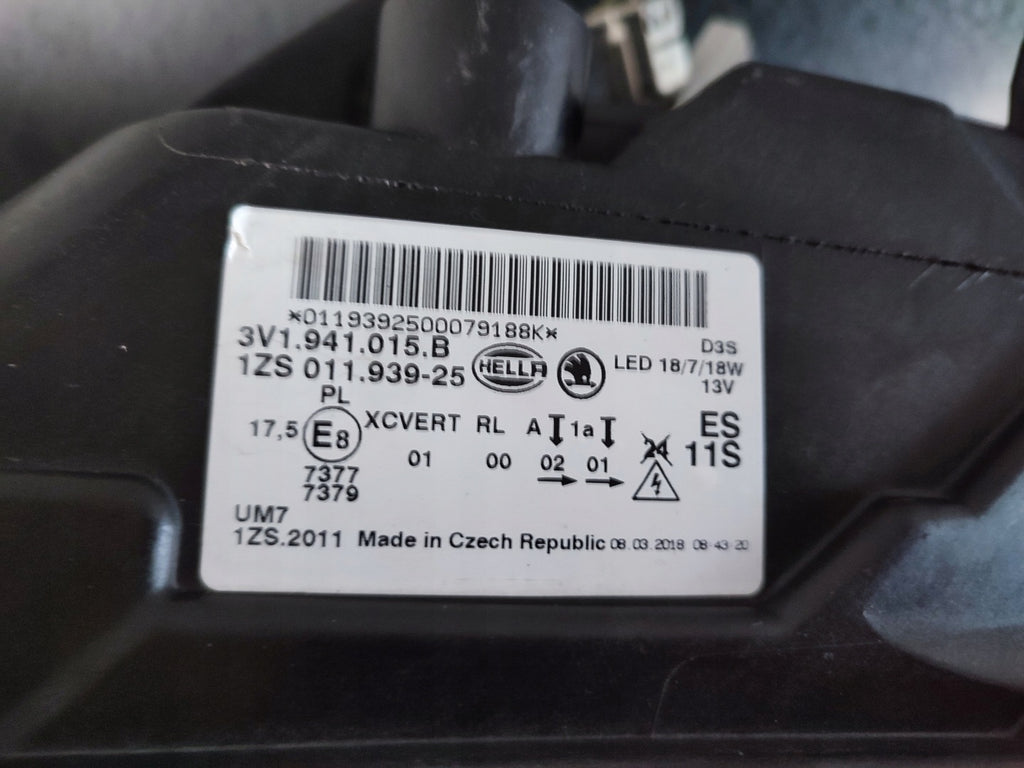 *0119392500079188K*
3V1.941.015.B
1ZS 011.939-25
HELLA
D3S
LED 18/7/18W
13V
PL
17,5 E8 XCVERT RL A 1a
01 00 02 01
24
ES
11S
7377
7379
UM7
1ZS.2011 Made in Czech Republic 08.03.2018 08:43:20